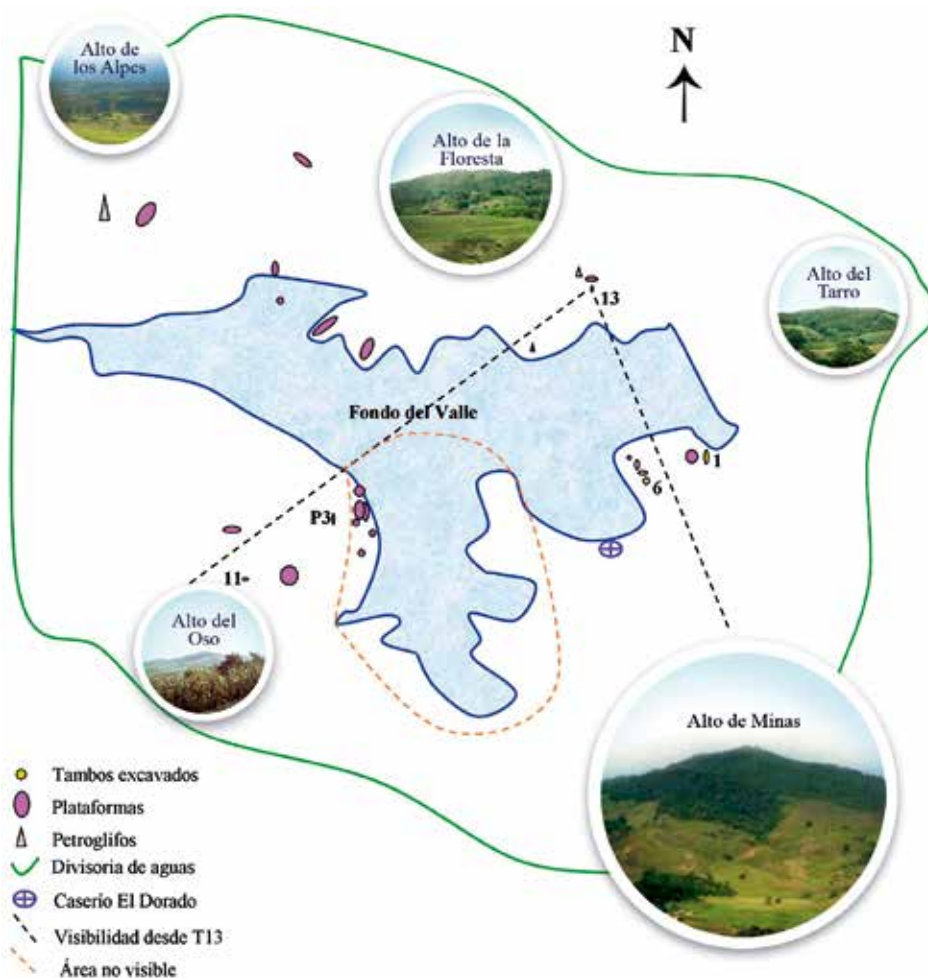 Alto de
los Alpes
N
Alto de la
Floresta
Alto del
Tarro
13
Fondo del Valle
1
6
P3
11
Alto del
Oso
Alto de Minas
Tambos excavados
Plataformas
Petroglifos
Divisoria de aguas
Caserío El Dorado
Visibilidad desde T13
Área no visible